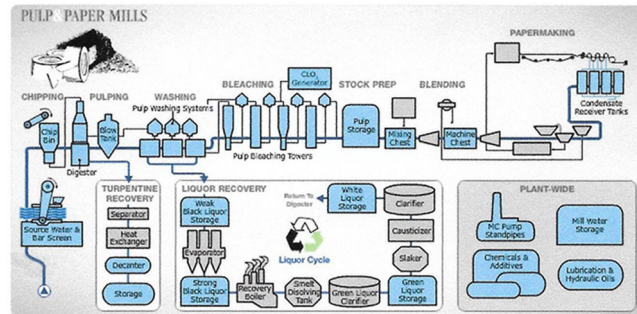 PULP & PAPER MILLS
PAPERMAKING
CLO₂
Generator
BLEACHING
STOCK PREP
BLENDING
CHIPPING
PULPING
WASHING
Pulp Washing Systems
Condensate
Receiver Tanks
Chip
Bin
Blow
Tank
Pulp
Storage
Mixing
Chest
Machine
Chest
Digester
Pulp Bleaching Towers
TURPENTINE
RECOVERY
LIQUOR RECOVERY
PLANT-WIDE
Return To
Digester
White Liquor
Storage
Clarifier
Separator
Weak
Black Liquor
Storage
Causticizer
MC Pump
Standpipes
Mill Water
Storage
Source Water &
Bar Screen
Heat
Exchanger
Evaporator
Liquor Cycle
Slaker
Decanter
Chemicals &
Additives
Lubrication &
Hydraulic Oils
Storage
Strong
Black Liquor
Storage
Recovery
Boiler
Smelt
Dissolving
Tank
Green Liquor
Clarifier
Green Liquor
Storage